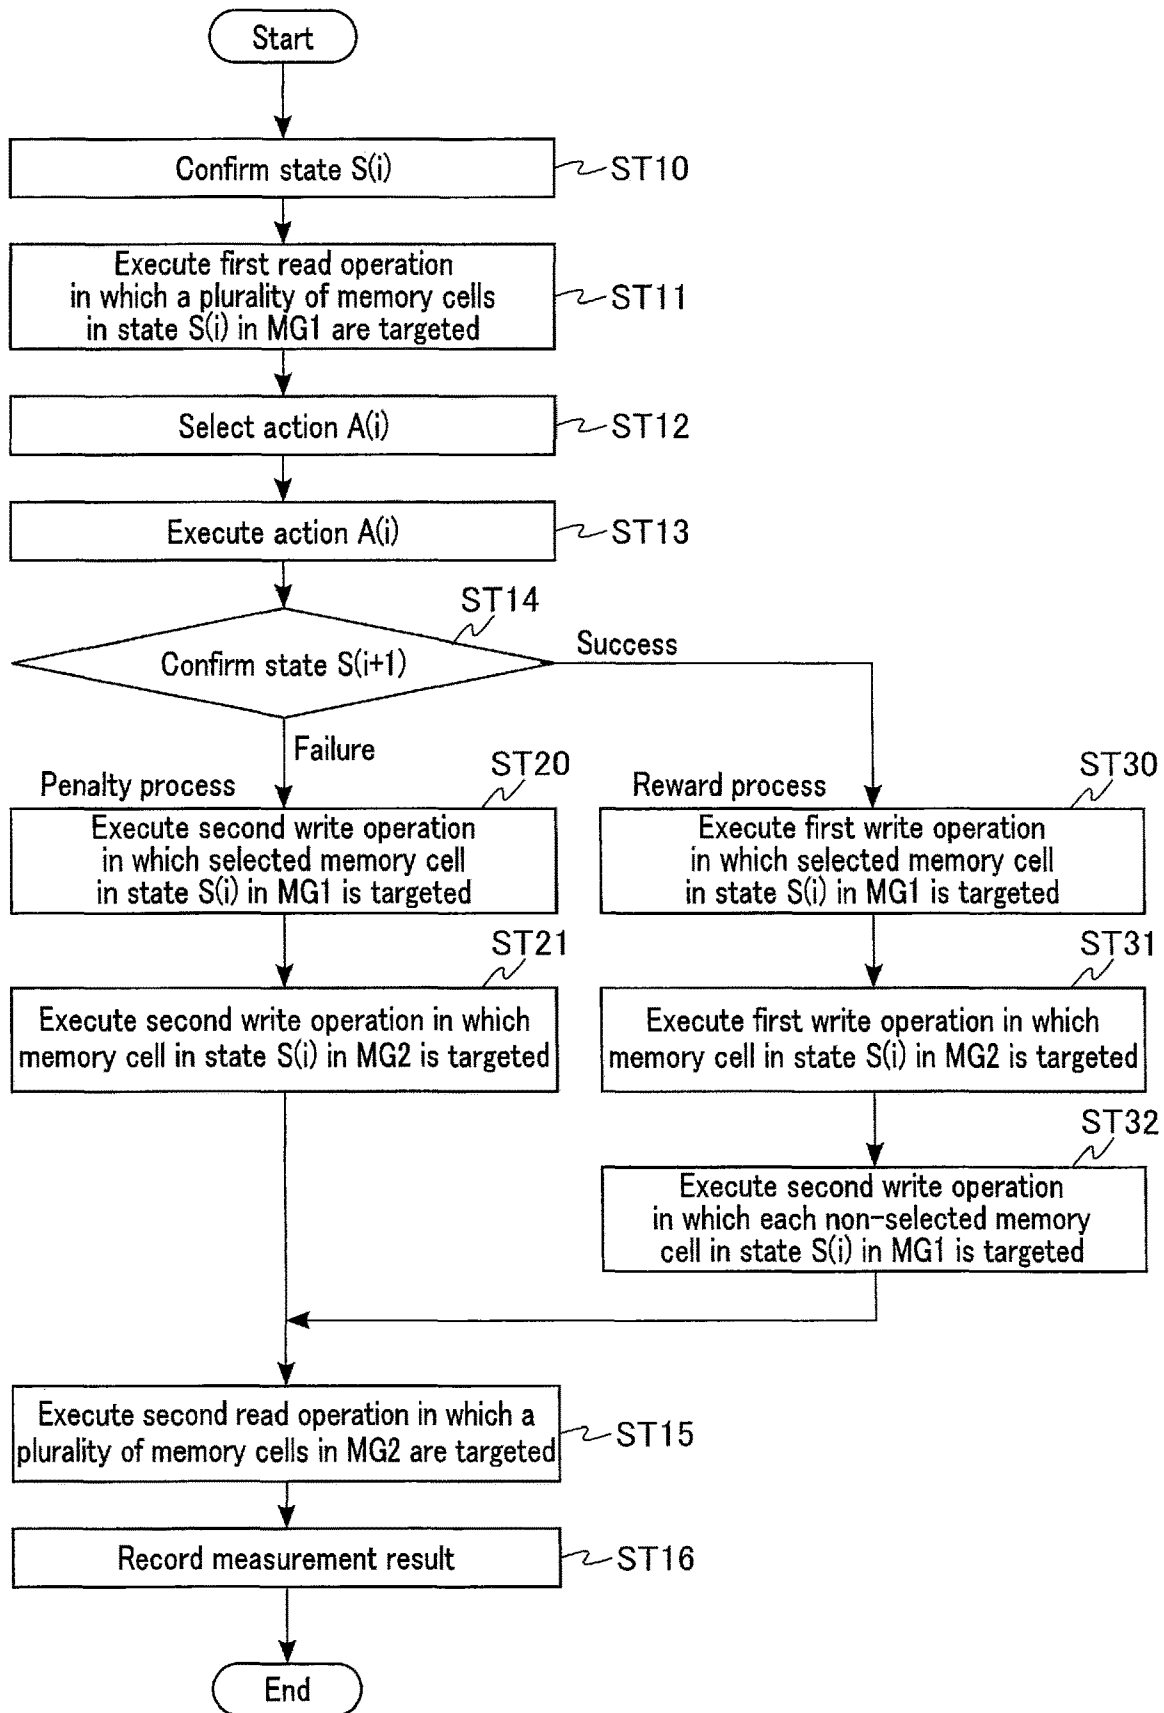 Start
Confirm state S(i)
ST10
Execute first read operation
in which a plurality of memory cells
in state S(i) in MG1 are targeted
ST11
Select action A(i)
ST12
Execute action A(i)
ST13
ST14
Confirm state S(i+1)
Success
Failure
Penalty process
ST20
Execute second write operation
in which selected memory cell
in state S(i) in MG1 is targeted
ST21
Execute second write operation in which
memory cell in state S(i) in MG2 is targeted
Reward process
ST30
Execute first write operation
in which selected memory cell
in state S(i) in MG1 is targeted
ST31
Execute first write operation in which
memory cell in state S(i) in MG2 is targeted
ST32
Execute second write operation
in which each non-selected memory
cell in state S(i) in MG1 is targeted
Execute second read operation in which a
plurality of memory cells in MG2 are targeted
ST15
Record measurement result
ST16
End